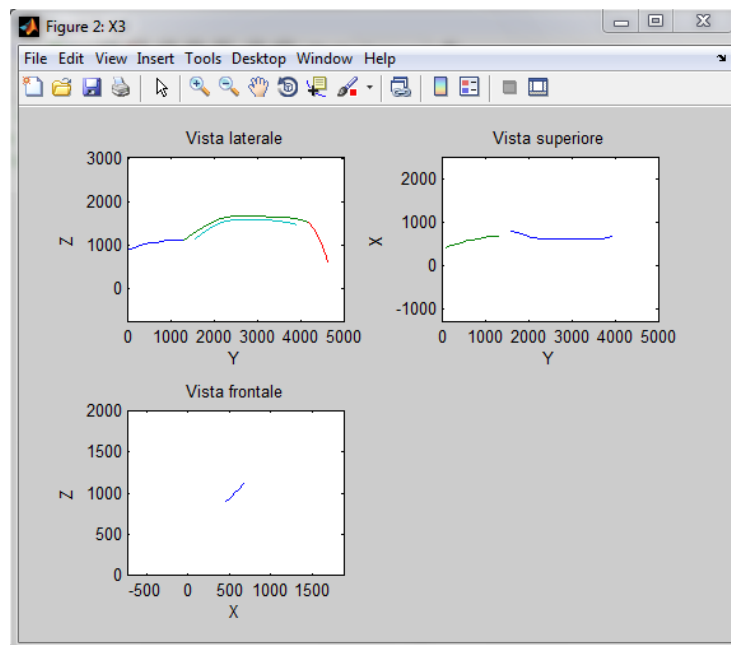 Figure 2: X3
File Edit View Insert Tools Desktop Window Help
Vista laterale
3000
2000
1000
0
Z
0 1000 2000 3000 4000 5000
Y
Vista superiore
2000
1000
0
-1000
X
0 1000 2000 3000 4000 5000
Y
Vista frontale
2000
1500
1000
500
0
Z
-500 0 500 1000 1500
X